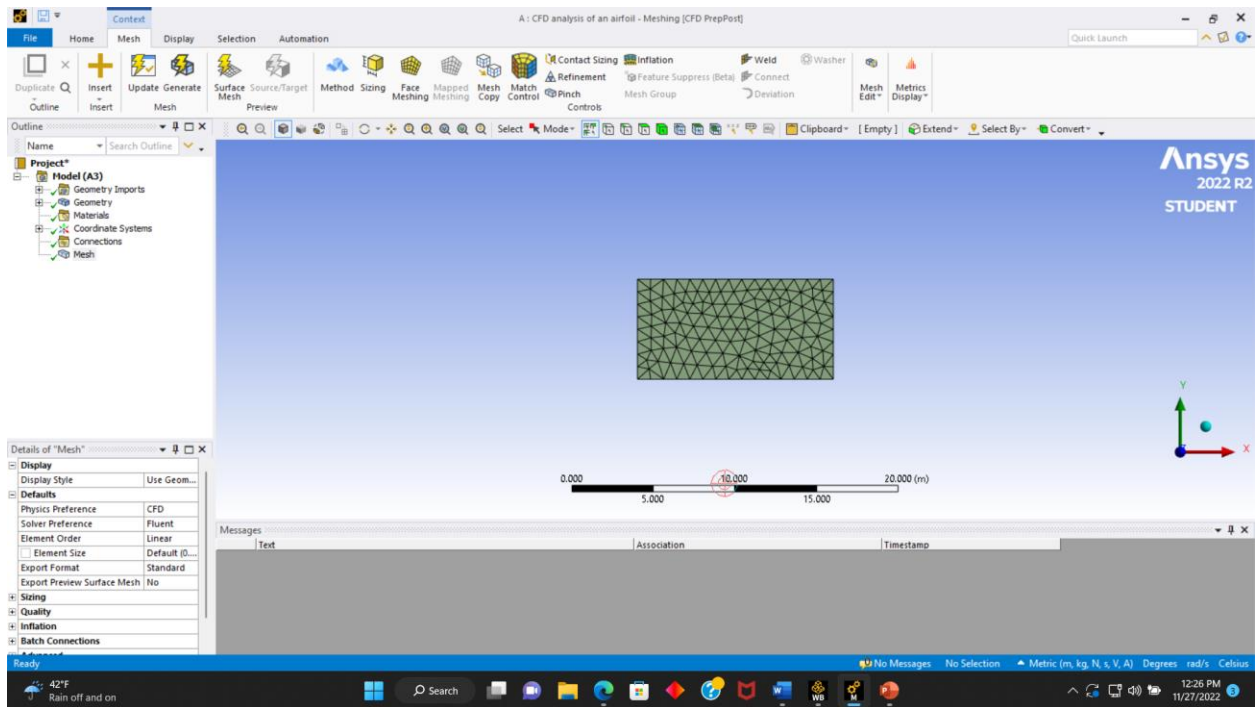 Context
A : CFD analysis of an airfoil - Meshing [CFD PrepPost]
File Home Mesh Display Selection Automation
Quick Launch
Duplicate
Outline
Insert
Insert
Update Generate
Mesh
Surface Mesh
Source/Target
Preview
Method Sizing
Face Meshing
Mapped Meshing
Mesh Copy
Match Control
Contact Sizing
Refinement
Pinch
Inflation
Feature Suppress (Beta)
Mesh Group
Weld
Connect
Deviation
Controls
Washer
Mesh Edit
Metrics Display
Outline
Select Mode Clipboard [ Empty ] Extend Select By Convert
Name Search Outline
Project*
Model (A3)
Geometry Imports
Geometry
Materials
Coordinate Systems
Connections
Mesh
Ansys
2022 R2
STUDENT
Y
X
0.000 10.000 20.000 (m)
5.000 15.000
Details of "Mesh"
Display
Display Style Use Geom...
Defaults
Physics Preference CFD
Solver Preference Fluent
Element Order Linear
Element Size Default (0....
Export Format Standard
Export Preview Surface Mesh No
Sizing
Quality
Inflation
Batch Connections
Messages
Text Association Timestamp
Ready
No Messages No Selection Metric (m, kg, N, s, V, A) Degrees rad/s Celsius
42°F
Rain off and on
Search
W
WB
M
P
12:26 PM
11/27/2022
3